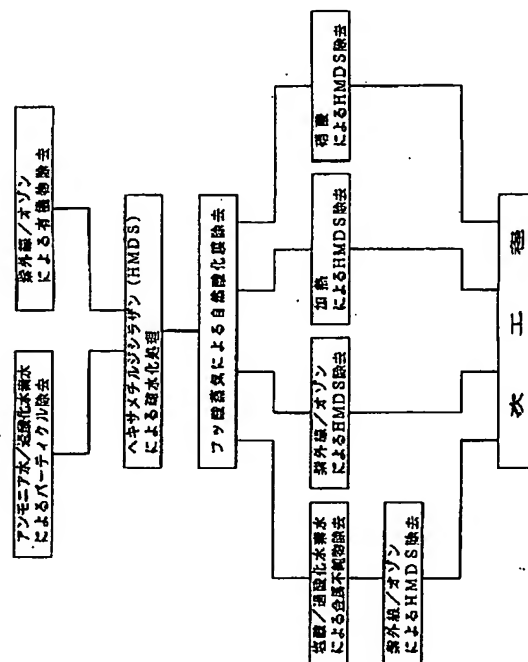 アンモニア水/過酸化水素水
によるパーティクル除去
紫外線/オゾン
による有機物除去
ヘキサメチルジシラザン(HMDS)
による疎水化処理
フッ酸蒸気による自然酸化膜除去
塩酸/過酸化水素水
による金属不純物除去
紫外線/オゾン
によるHMDS除去
加熱
によるHMDS除去
硝酸
によるHMDS除去
紫外線/オゾン
によるHMDS除去
次工程